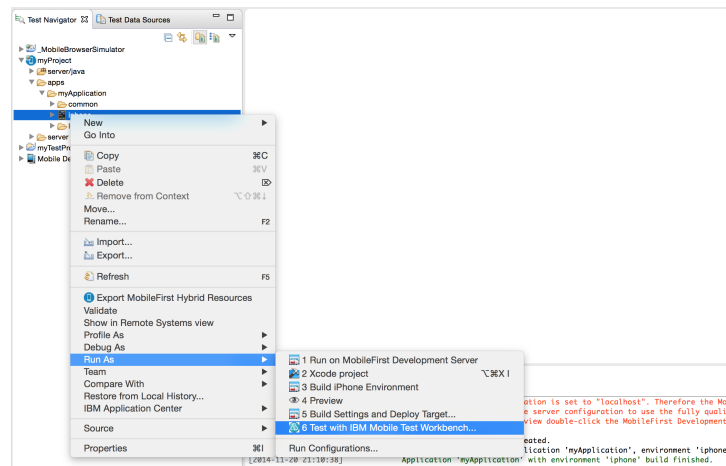 Test Navigator
Test Data Sources
_MobileBrowserSimulator
myProject
server/java
apps
myApplication
common
server
myTestPro
Mobile De
New
Go Into
Copy ⌘C
Paste ⌘V
Delete ⌦
Remove from Context ⌥⇧⌘↓
Move...
Rename... F2
Import...
Export...
Refresh F5
Export MobileFirst Hybrid Resources
Validate
Show in Remote Systems view
Profile As
Debug As
Run As
Team
Compare With
Restore from Local History...
IBM Application Center
Source
Properties ⌘I
1 Run on MobileFirst Development Server
2 Xcode project ⌥⌘X I
3 Build iPhone Environment
4 Preview
5 Build Settings and Deploy Target...
6 Test with IBM Mobile Test Workbench...
Run Configurations...
ation is set to "localhost". Therefore the Mo
e server configuration to use the fully quali
view double-click the MobileFirst Development
eated.
lication 'myApplication', environment 'iphone
[2014-11-20 21:10:38] Application 'myApplication' with environment 'iphone' build finished.